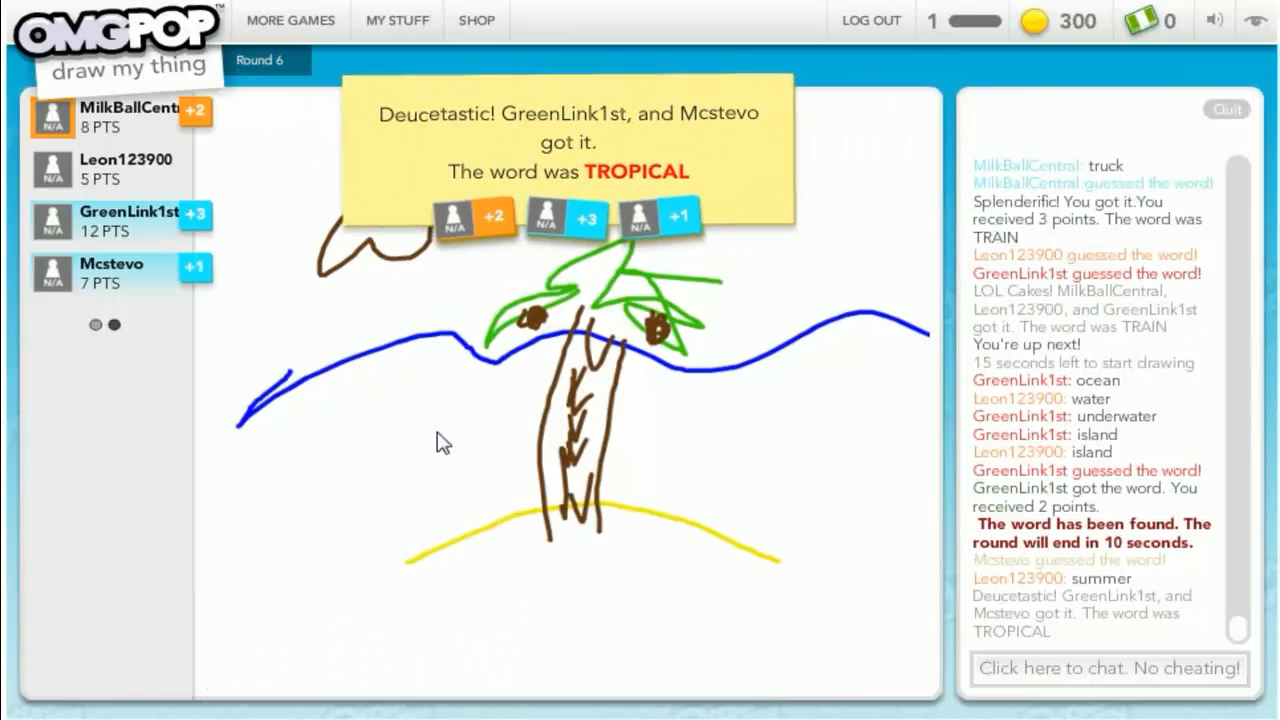 OMGPOP™
MORE GAMES
MY STUFF
SHOP
LOG OUT
1
300
0
draw my thing
Round 6
MilkBallCent
8 PTS
+2
Leon123900
5 PTS
GreenLink1st
12 PTS
+3
Mcstevo
7 PTS
+1
N/A
N/A
N/A
N/A
Deucetastic! GreenLink1st, and Mcstevo
got it.
The word was TROPICAL
N/A +2
N/A +3
N/A +1
Quit
MilkBallCentral: truck
MilkBallCentral guessed the word!
Splenderific! You got it.You
received 3 points. The word was
TRAIN
Leon123900 guessed the word!
GreenLink1st guessed the word!
LOL Cakes! MilkBallCentral,
Leon123900, and GreenLink1st
got it. The word was TRAIN
You're up next!
15 seconds left to start drawing
GreenLink1st: ocean
Leon123900: water
GreenLink1st: underwater
GreenLink1st: island
Leon123900: island
GreenLink1st guessed the word!
GreenLink1st got the word. You
received 2 points.
The word has been found. The
round will end in 10 seconds.
Mcstevo guessed the word!
Leon123900: summer
Deucetastic! GreenLink1st, and
Mcstevo got it. The word was
TROPICAL
Click here to chat. No cheating!